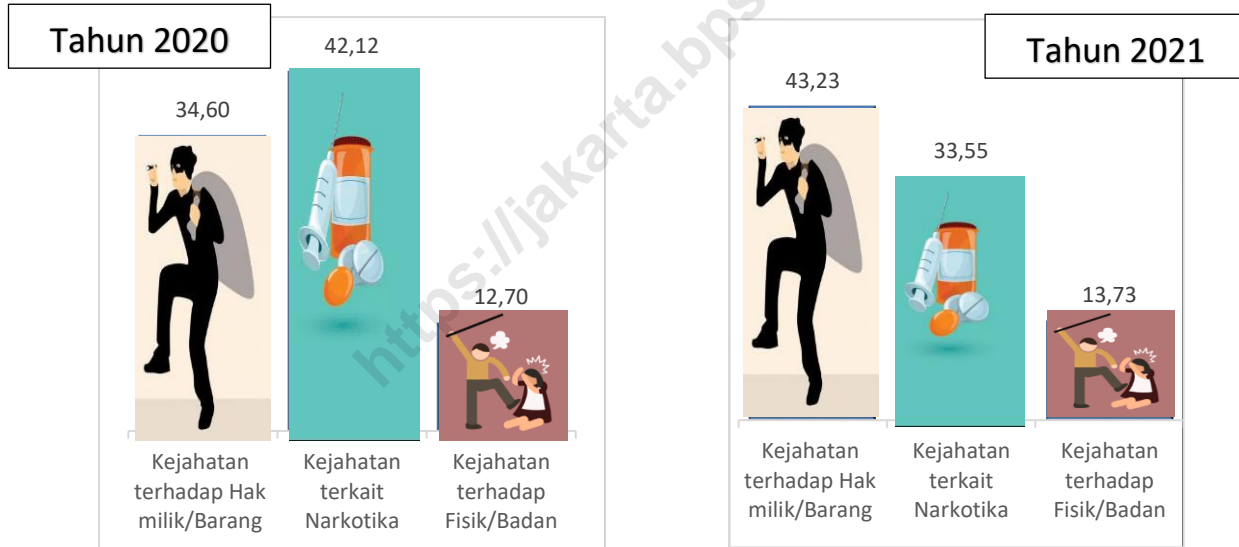 Tahun 2020
34,60
42,12
12,70
Kejahatan
terhadap Hak
milik/Barang
Kejahatan
terkait
Narkotika
Kejahatan
terhadap
Fisik/Badan
Tahun 2021
43,23
33,55
13,73
Kejahatan
terhadap Hak
milik/Barang
Kejahatan
terkait
Narkotika
Kejahatan
terhadap
Fisik/Badan
https://jakarta.bps